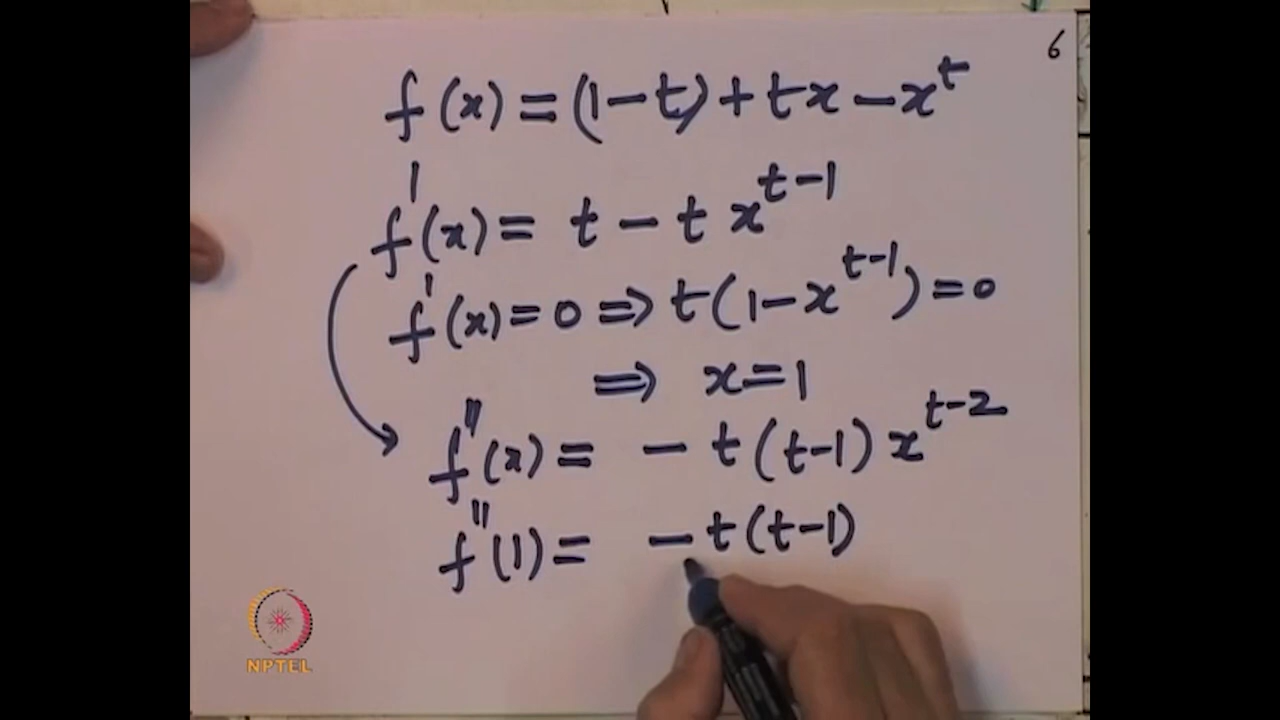 6
f(x) = (1-t) + tx - x^t
f'(x) = t - t x^{t-1}
f'(x) = 0 ⇒ t(1-x^{t-1}) = 0
⇒ x = 1
f''(x) = - t(t-1) x^{t-2}
f''(1) = - t(t-1)
NPTEL